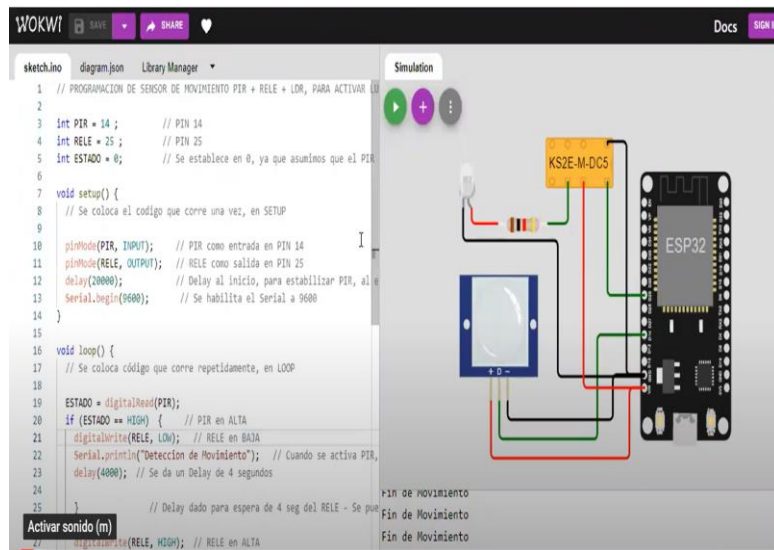 WOKWI SAVE SHARE Docs SIGN
sketch.ino diagram.json Library Manager
Simulation
1 // PROGRAMACION DE SENSOR DE MOVIMIENTO PIR + RELE + LDR, PARA ACTIVAR
2
3 int PIR = 14 ; // PIN 14
4 int RELE = 25 ; // PIN 25
5 int ESTADO = 0; // Se establece en 0, ya que asumimos que el PIR
6
7 void setup() {
8 // Se coloca el codigo que corre una vez, en SETUP
9
10 pinMode(PIR, INPUT); // PIR como entrada en PIN 14
11 pinMode(RELE, OUTPUT); // RELE como salida en PIN 25
12 delay(20000); // Delay al inicio, para estabilizar PIR, al
13 Serial.begin(9600); // Se habilita el Serial a 9600
14 }
15
16 void loop() {
17 // Se coloca código que corre repetidamente, en LOOP
18
19 ESTADO = digitalRead(PIR);
20 if (ESTADO == HIGH) { // PIR en ALTA
21 digitalWrite(RELE, LOW); // RELE en BAJA
22 Serial.println("Deteccion de Movimiento"); // Cuando se activa PIR,
23 delay(4000); // Se da un Delay de 4 segundos
24
25 } // Delay dado para espera de 4 seg del RELE - Se pue
Activar sonido (m)
27 digitalWrite(RELE, HIGH); // RELE en ALTA
KS2E-M-DC5
ESP32
+ D -
Fin de Movimiento
Fin de Movimiento
Fin de Movimiento